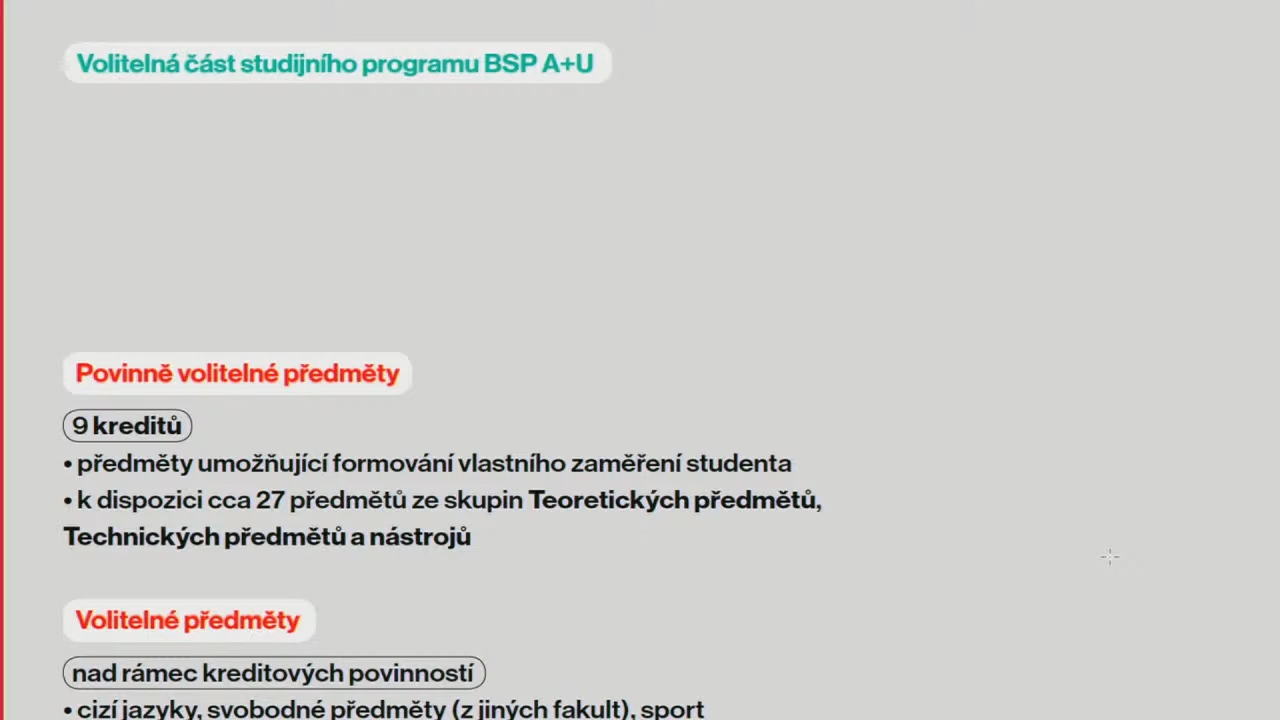 Volitelná část studijního programu BSP A+U
Povinně volitelné předměty
9 kreditů
• předměty umožňující formování vlastního zaměření studenta
• k dispozici cca 27 předmětů ze skupin Teoretických předmětů,
Technických předmětů a nástrojů
Volitelné předměty
nad rámec kreditových povinností
• cizí jazyky, svobodné předměty (z jiných fakult), sport